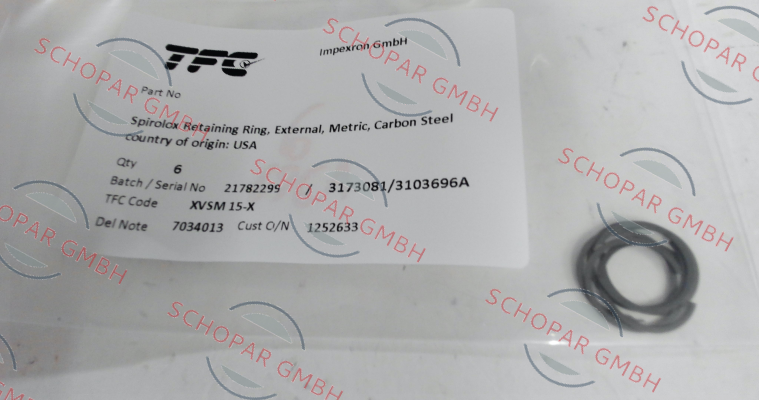 TFC
Impexron GmbH
Part No
Spirolox Retaining Ring, External, Metric, Carbon Steel
country of origin: USA
Qty 6
Batch / Serial No 21782299 / 3173081/3103696A
TFC Code XVSM 15-X
Del Note 7034013 Cust O/N 1252633
SCHOPAR GMBH
SCHOPAR GMBH
SCHOPAR GMBH
SCHOPAR GMBH
SCHOPAR GMBH
SCHOPAR GMBH
SCHOPAR GMBH
SCHOPAR GMBH